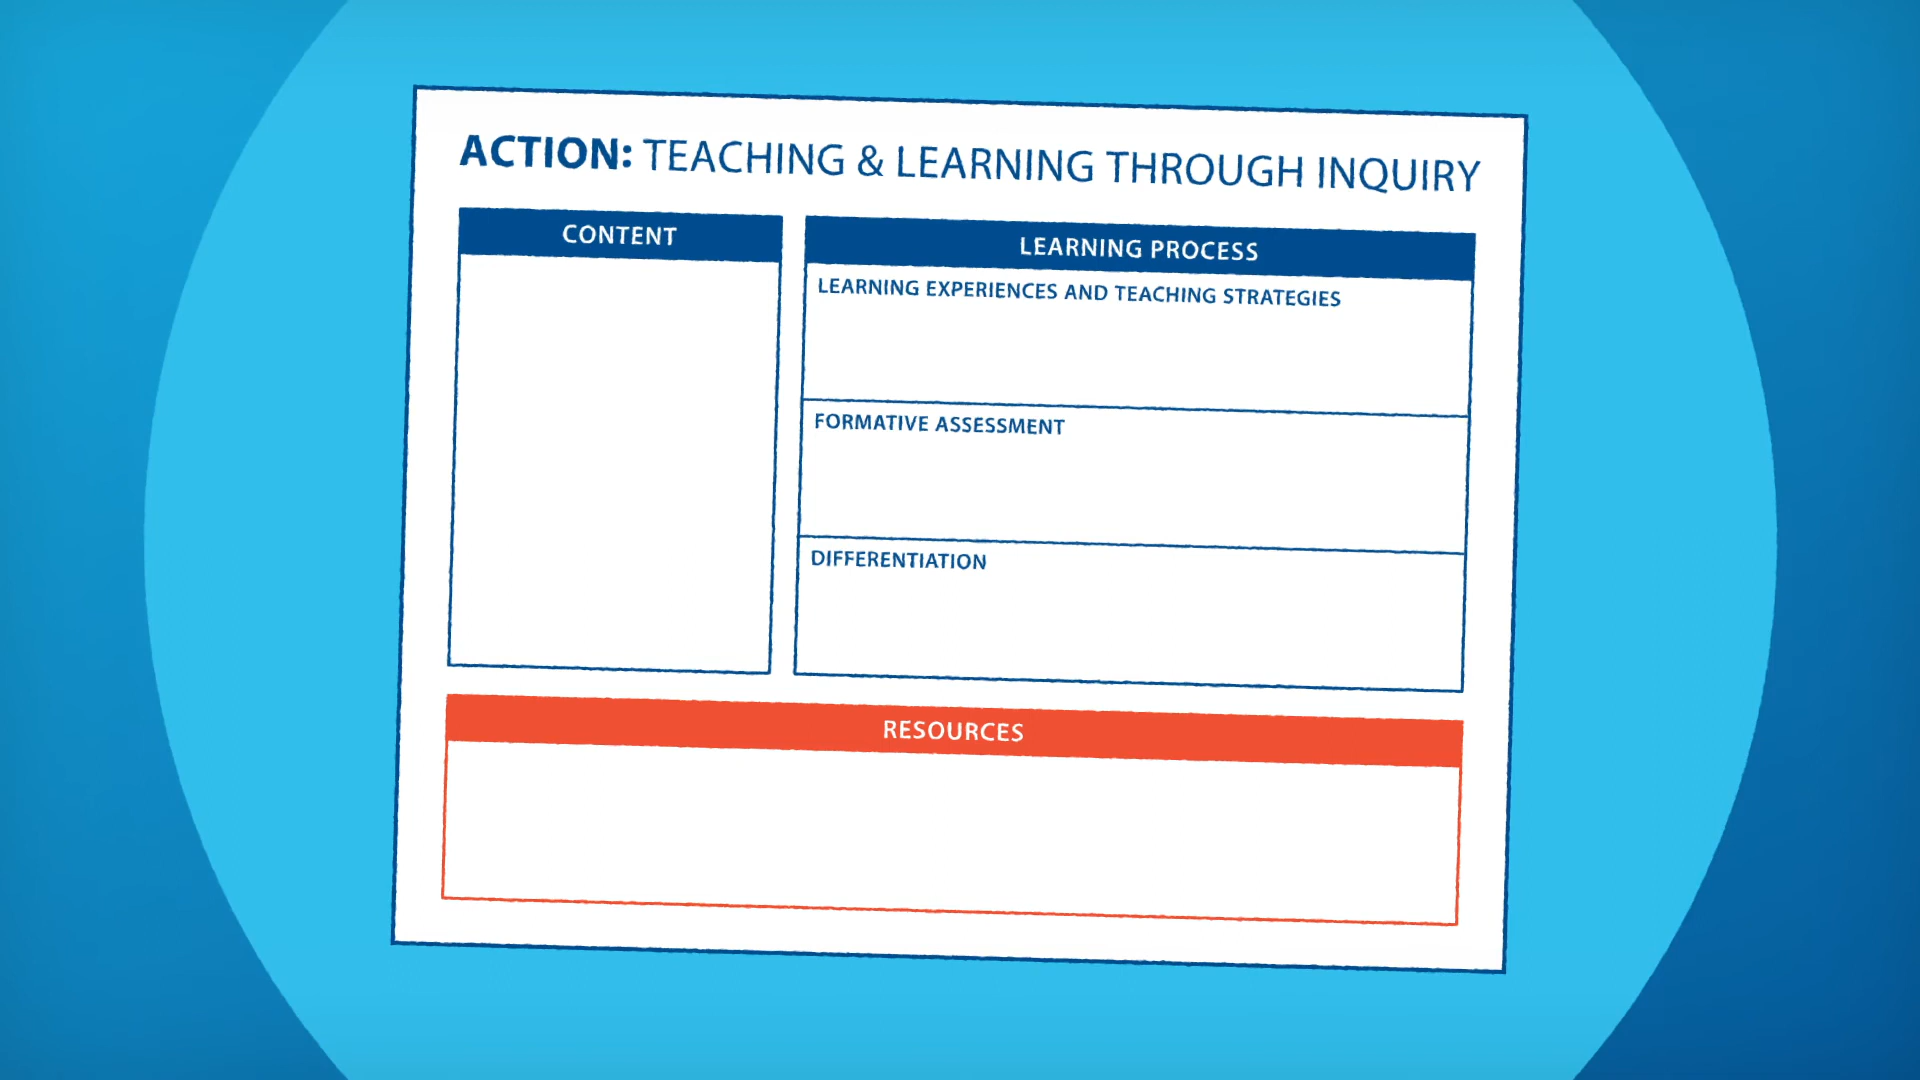 ACTION: TEACHING & LEARNING THROUGH INQUIRY
CONTENT
LEARNING PROCESS
LEARNING EXPERIENCES AND TEACHING STRATEGIES
FORMATIVE ASSESSMENT
DIFFERENTIATION
RESOURCES